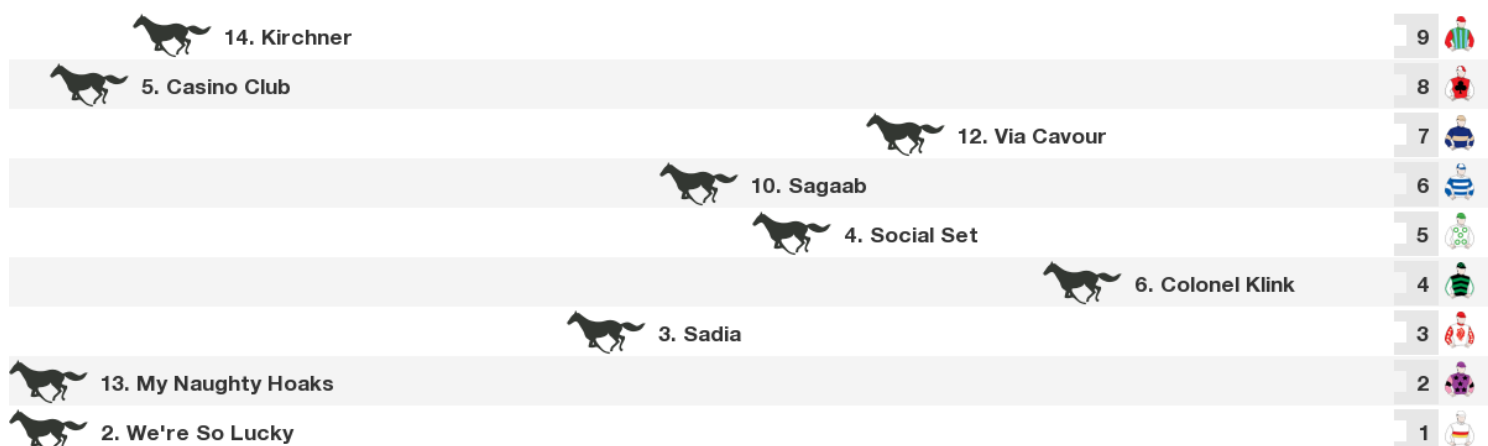 14. Kirchner 9
5. Casino Club 8
12. Via Cavour 7
10. Sagaab 6
4. Social Set 5
6. Colonel Klink 4
3. Sadia 3
13. My Naughty Hoaks 2
2. We're So Lucky 1